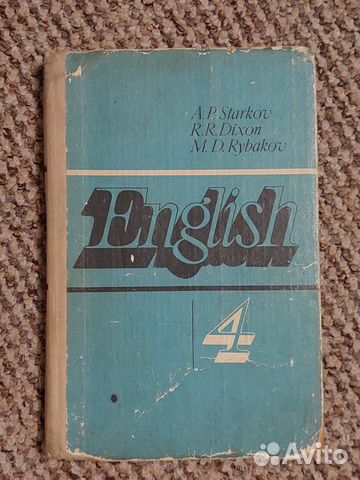 A.P. Starkov
R.R. Dixon
M.D. Rybakov
English
4
Avito